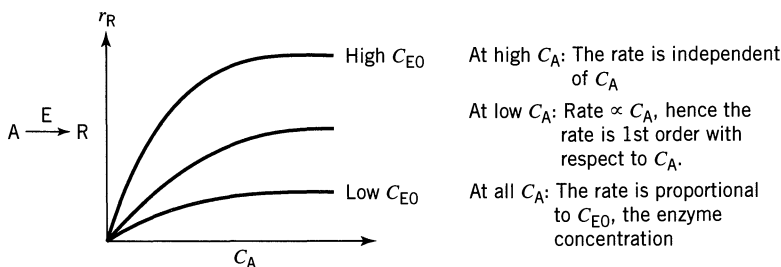 r_R
A E→ R
High C_E0
Low C_E0
C_A
At high C_A: The rate is independent
of C_A
At low C_A: Rate ∝ C_A, hence the
rate is 1st order with
respect to C_A.
At all C_A: The rate is proportional
to C_E0, the enzyme
concentration